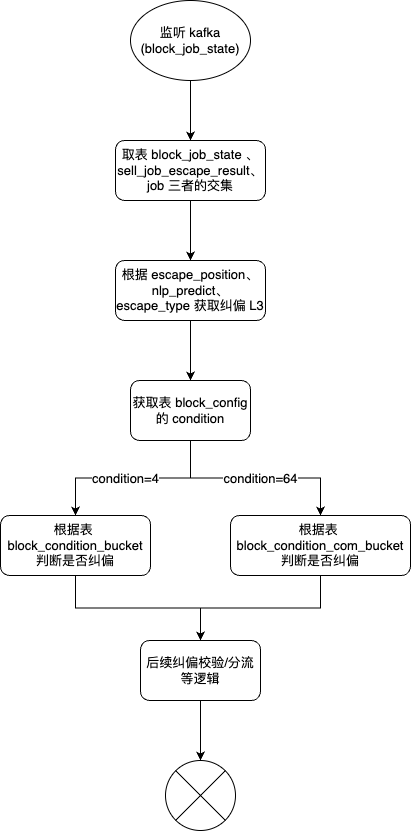 监听 kafka
(block_job_state)
取表 block_job_state 、
sell_job_escape_result、
job 三者的交集
根据 escape_position、
nlp_predict、
escape_type 获取纠偏 L3
获取表 block_config
的 condition
condition=4
condition=64
根据表
block_condition_bucket
判断是否纠偏
根据表
block_condition_com_bucket
判断是否纠偏
后续纠偏校验/分流
等逻辑